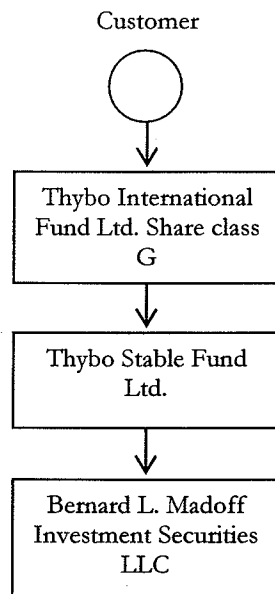 Customer
Thybo International
Fund Ltd. Share class
G
Thybo Stable Fund
Ltd.
Bernard L. Madoff
Investment Securities
LLC